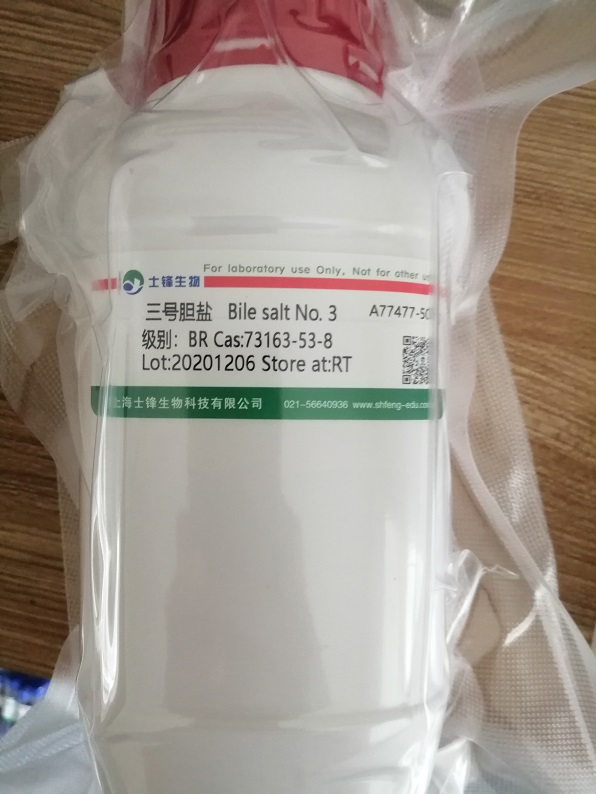 士锋生物
For laboratory use Only, Not for other
三号胆盐 Bile salt No. 3 A77477-50
级别：BR Cas:73163-53-8
Lot:20201206 Store at:RT
上海士锋生物科技有限公司 021-56640936 www.shfeng-edu.com